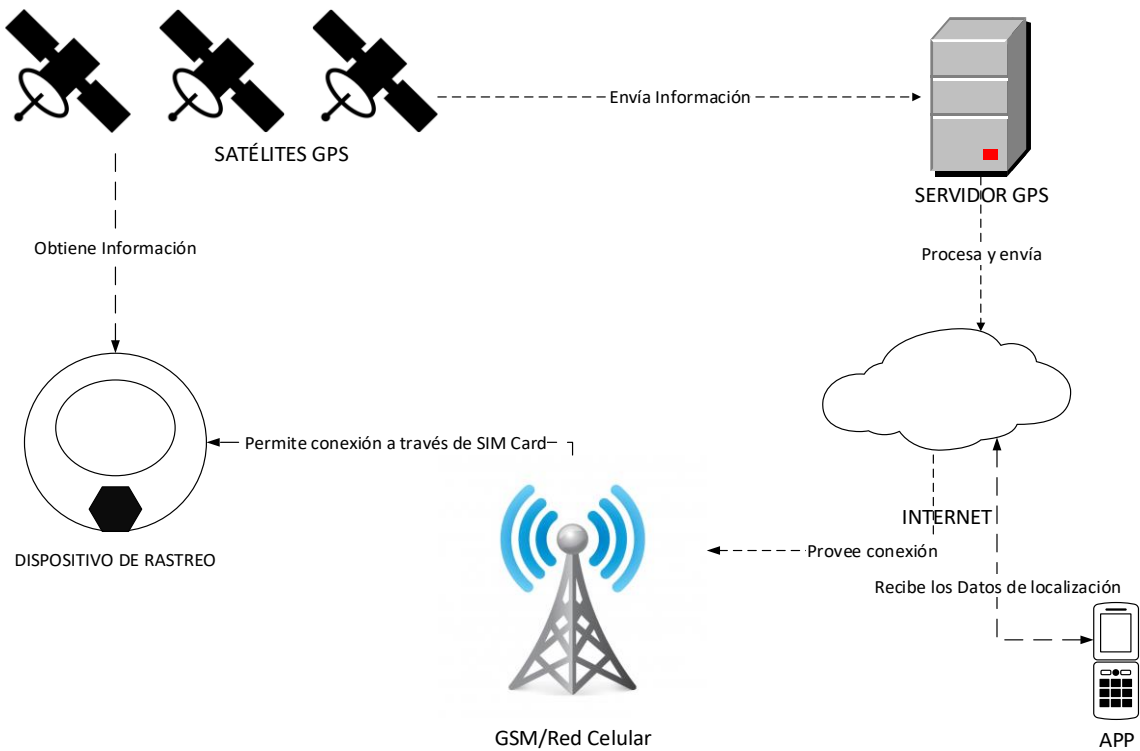 Envía Información
SATÉLITES GPS
SERVIDOR GPS
Obtiene Información
Procesa y envía
Permite conexión a través de SIM Card
INTERNET
DISPOSITIVO DE RASTREO
Provee conexión
Recibe los Datos de localización
GSM/Red Celular
APP